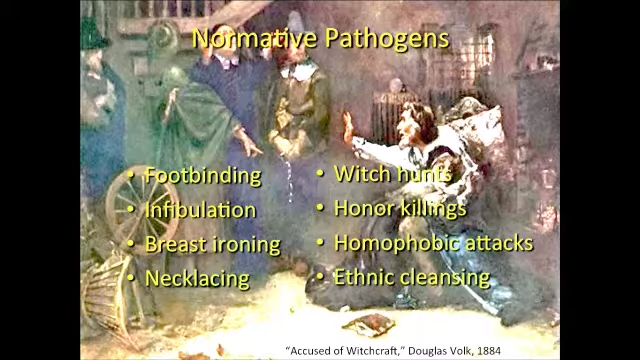 Normative Pathogens
• Footbinding
• Infibulation
• Breast ironing
• Necklacing
• Witch hunts
• Honor killings
• Homophobic attacks
• Ethnic cleansing
“Accused of Witchcraft,” Douglas Volk, 1884